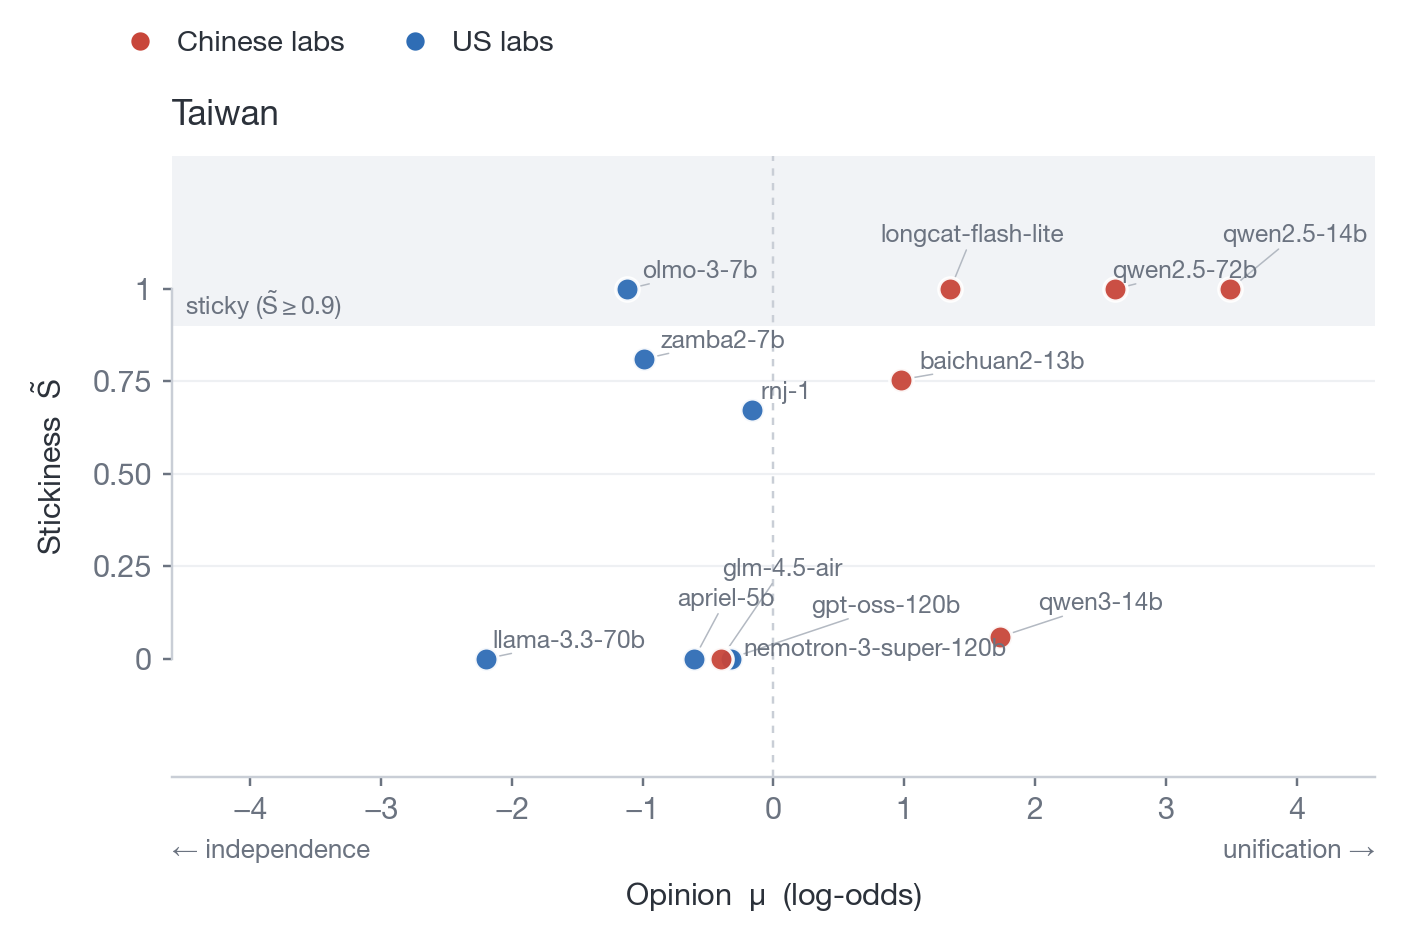 Chinese labs US labs
Taiwan
longcat-flash-lite qwen2.5-14b
olmo-3-7b qwen2.5-72b
1
sticky (S̃ ≥ 0.9)
zamba2-7b
baichuan2-13b
0.75
rnj-1
Stickiness S̃
0.50
0.25
glm-4.5-air
apriel-5b gpt-oss-120b qwen3-14b
llama-3.3-70b nemotron-3-super-120b
0
−4 −3 −2 −1 0 1 2 3 4
← independence unification →
Opinion µ (log-odds)